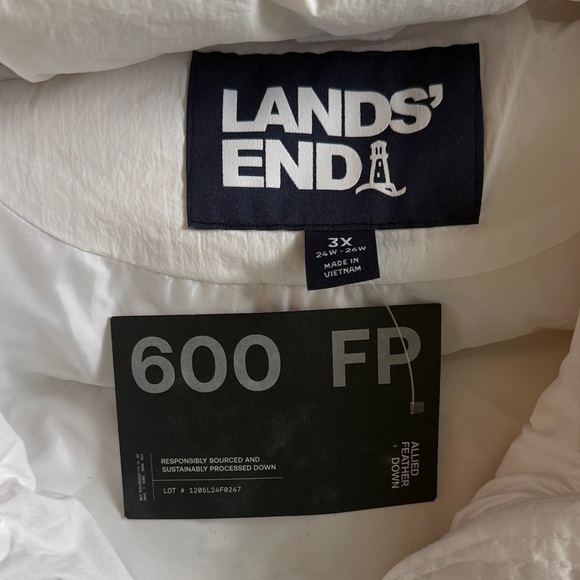 LANDS'
END
3X
24W - 26W
MADE IN
VIETNAM
600 FP
RESPONSIBLY SOURCED AND
SUSTAINABLY PROCESSED DOWN
LOT # 1205L24F0247
ALLIED
FEATHER
+ DOWN